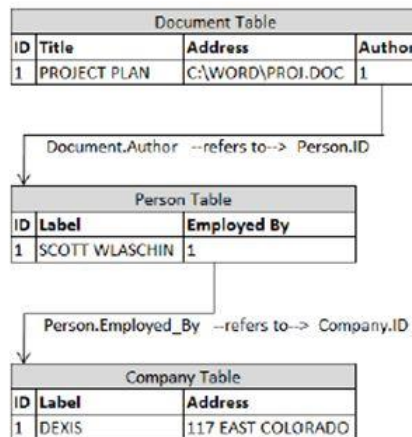 Document Table
ID Title Address Author
1 PROJECT PLAN C:\WORD\PROJ.DOC 1
Document.Author --refers to--> Person.ID
Person Table
ID Label Employed By
1 SCOTT WLASCHIN 1
Person.Employed_By --refers to--> Company.ID
Company Table
ID Label Address
1 DEXIS 117 EAST COLORADO